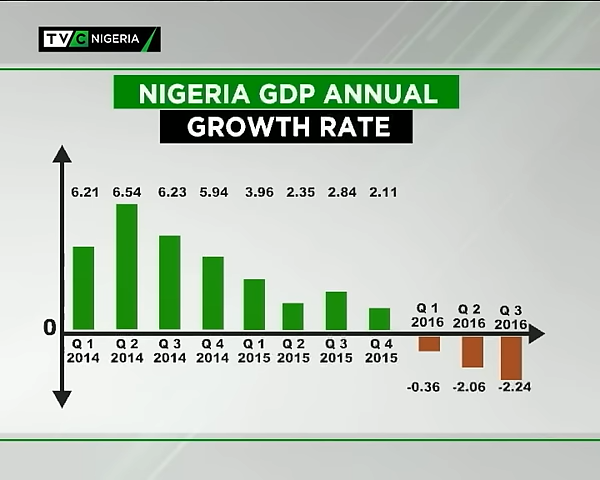 TVC NIGERIA
NIGERIA GDP ANNUAL
GROWTH RATE
6.21 6.54 6.23 5.94 3.96 2.35 2.84 2.11
0
Q 1 Q 2 Q 3 Q 4 Q 1 Q 2 Q 3 Q 4
2014 2014 2014 2014 2015 2015 2015 2015
Q 1 Q 2 Q 3
2016 2016 2016
-0.36 -2.06 -2.24